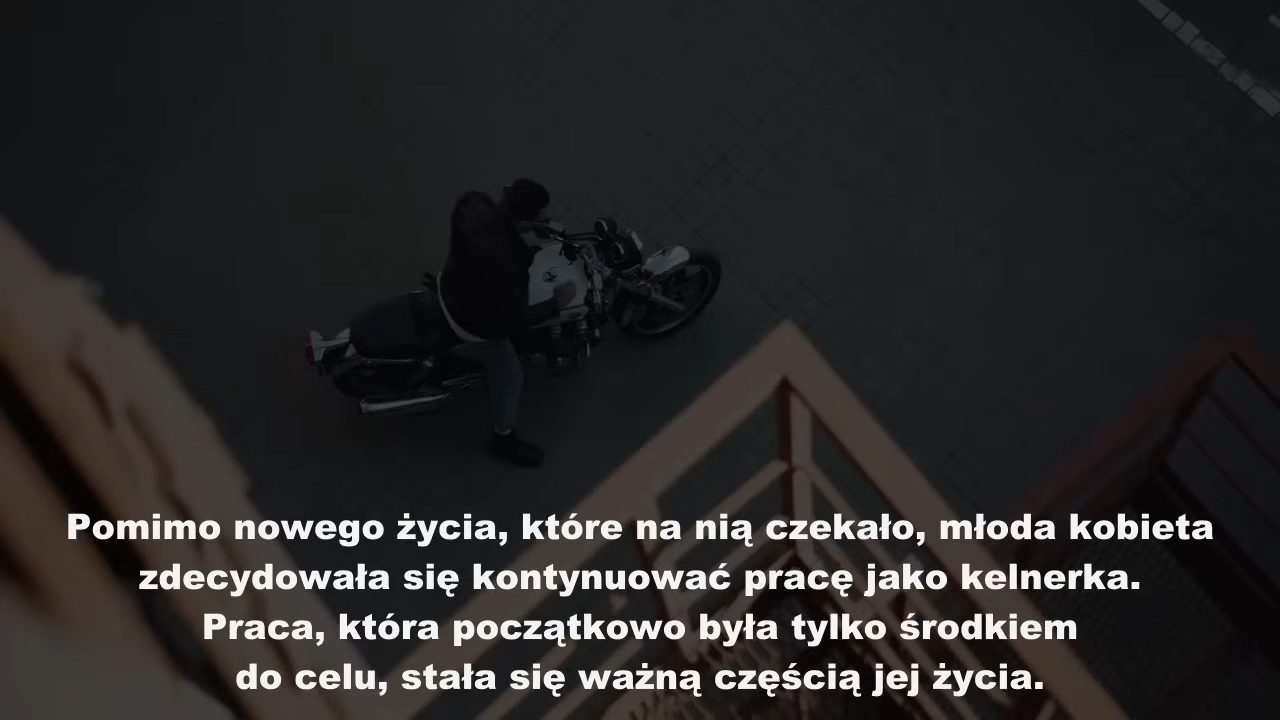 Pomimo nowego życia, które na nią czekało, młoda kobieta
zdecydowała się kontynuować pracę jako kelnerka.
Praca, która początkowo była tylko środkiem
do celu, stała się ważną częścią jej życia.